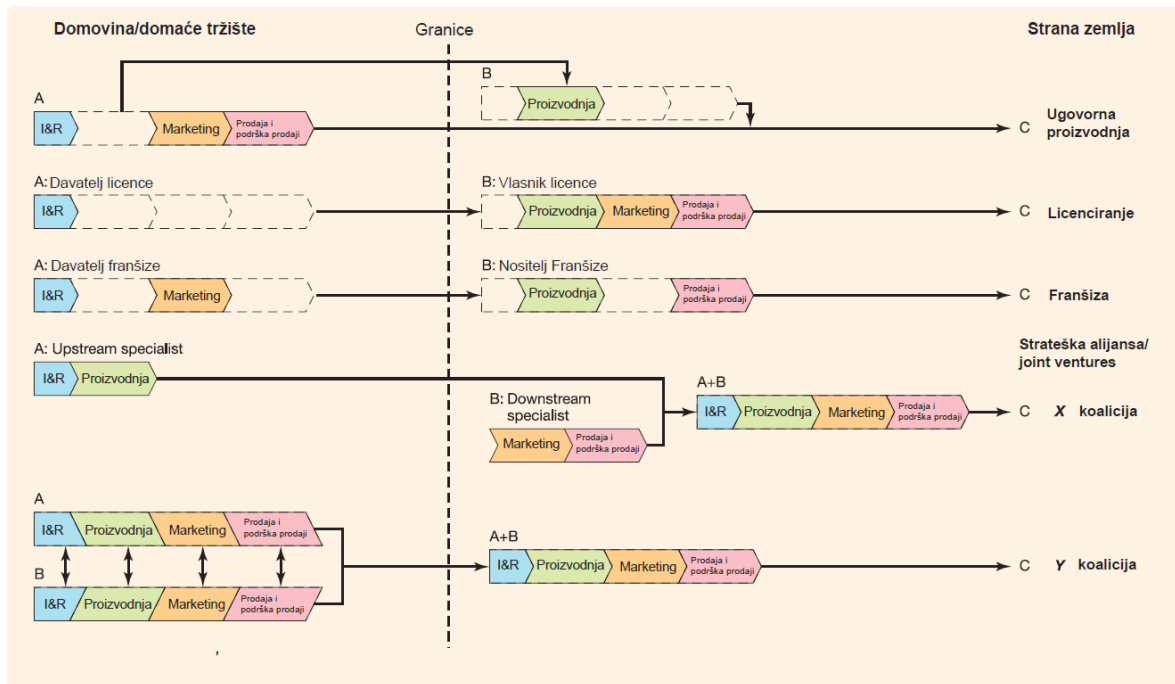 Domovina/domaće tržište
Granice
Strana zemlja
A
I&R
Marketing
Prodaja i
podrška prodaji
B
Proizvodnja
C
Ugovorna
proizvodnja
A: Davatelj licence
I&R
B: Vlasnik licence
Proizvodnja
Marketing
Prodaja i
podrška prodaji
C
Licenciranje
A: Davatelj franšize
I&R
Marketing
B: Nositelj Franšize
Proizvodnja
Prodaja i
podrška prodaji
C
Franšiza
A: Upstream specialist
I&R
Proizvodnja
B: Downstream
specialist
Marketing
Prodaja i
podrška prodaji
A+B
I&R
Proizvodnja
Marketing
Prodaja i
podrška prodaji
Strateška alijansa/
joint ventures
C
X koalicija
A
I&R
Proizvodnja
Marketing
Prodaja i
podrška prodaji
B
I&R
Proizvodnja
Marketing
Prodaja i
podrška prodaji
A+B
I&R
Proizvodnja
Marketing
Prodaja i
podrška prodaji
C
Y koalicija
,